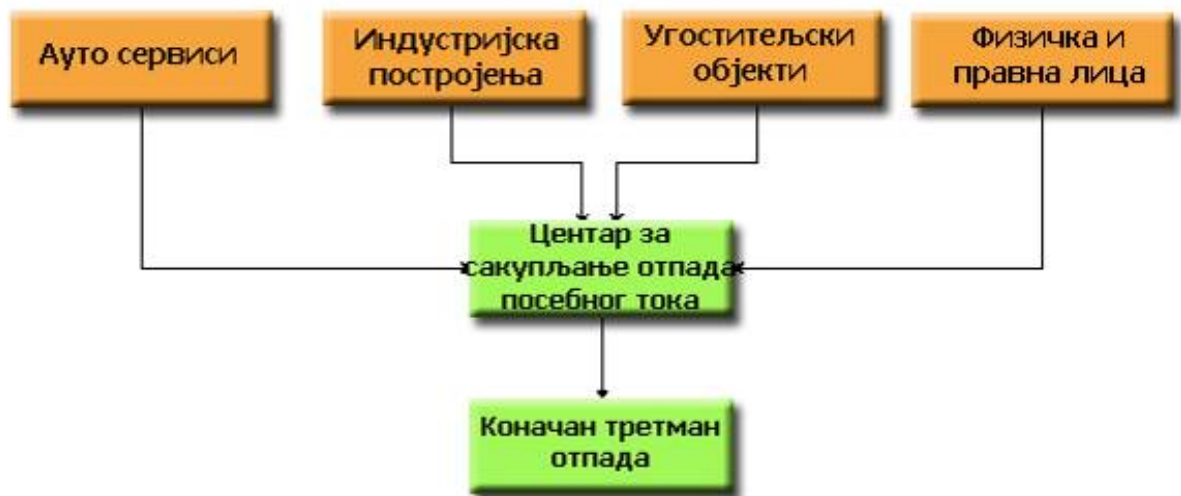 Ауто сервиси
Индустријска
постројења
Угоститељски
објекти
Физичка и
правна лица
Центар за
сакупљање отпада
посебног тока
Коначан третман
отпада